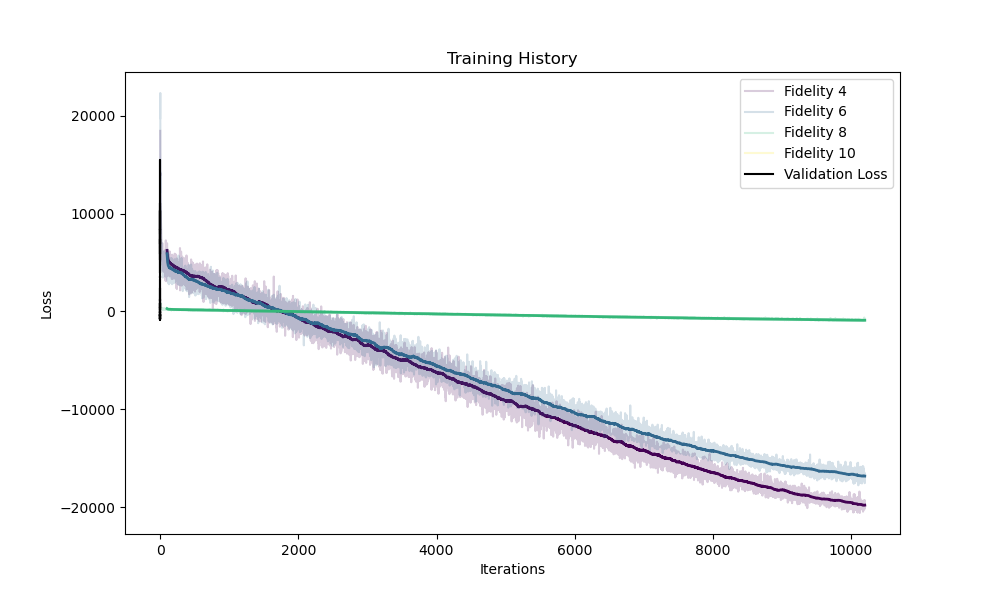 Training History
Fidelity 4
Fidelity 6
Fidelity 8
Fidelity 10
Validation Loss
20000
10000
0
−10000
−20000
Loss
0
2000
4000
6000
8000
10000
Iterations